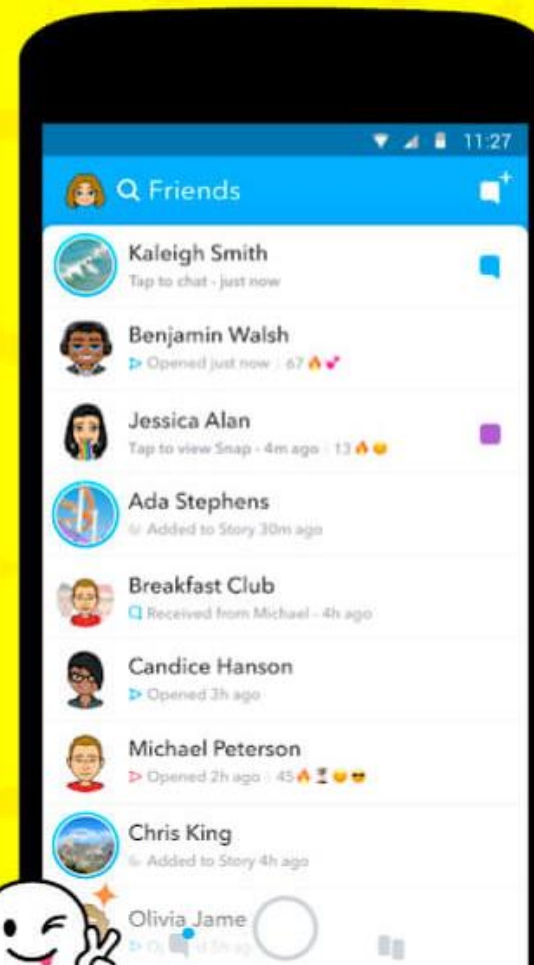 11:27
Friends
Kaleigh Smith
Tap to chat - just now
Benjamin Walsh
Opened just now 67
Jessica Alan
Tap to view Snap - 4m ago 13
Ada Stephens
Added to Story 30m ago
Breakfast Club
Received from Michael - 4h ago
Candice Hanson
Opened 3h ago
Michael Peterson
Opened 2h ago 45
Chris King
Added to Story 4h ago
Olivia Jame